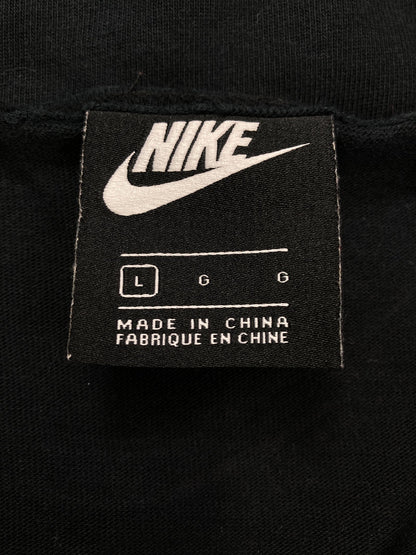 NIKE
L G G
MADE IN CHINA
FABRIQUE EN CHINE